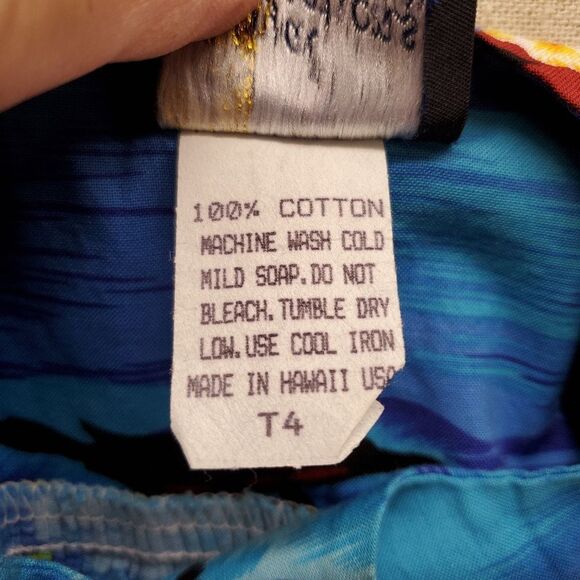 100% COTTON
MACHINE WASH COLD
MILD SOAP. DO NOT
BLEACH. TUMBLE DRY
LOW. USE COOL IRON
MADE IN HAWAII USA
T4